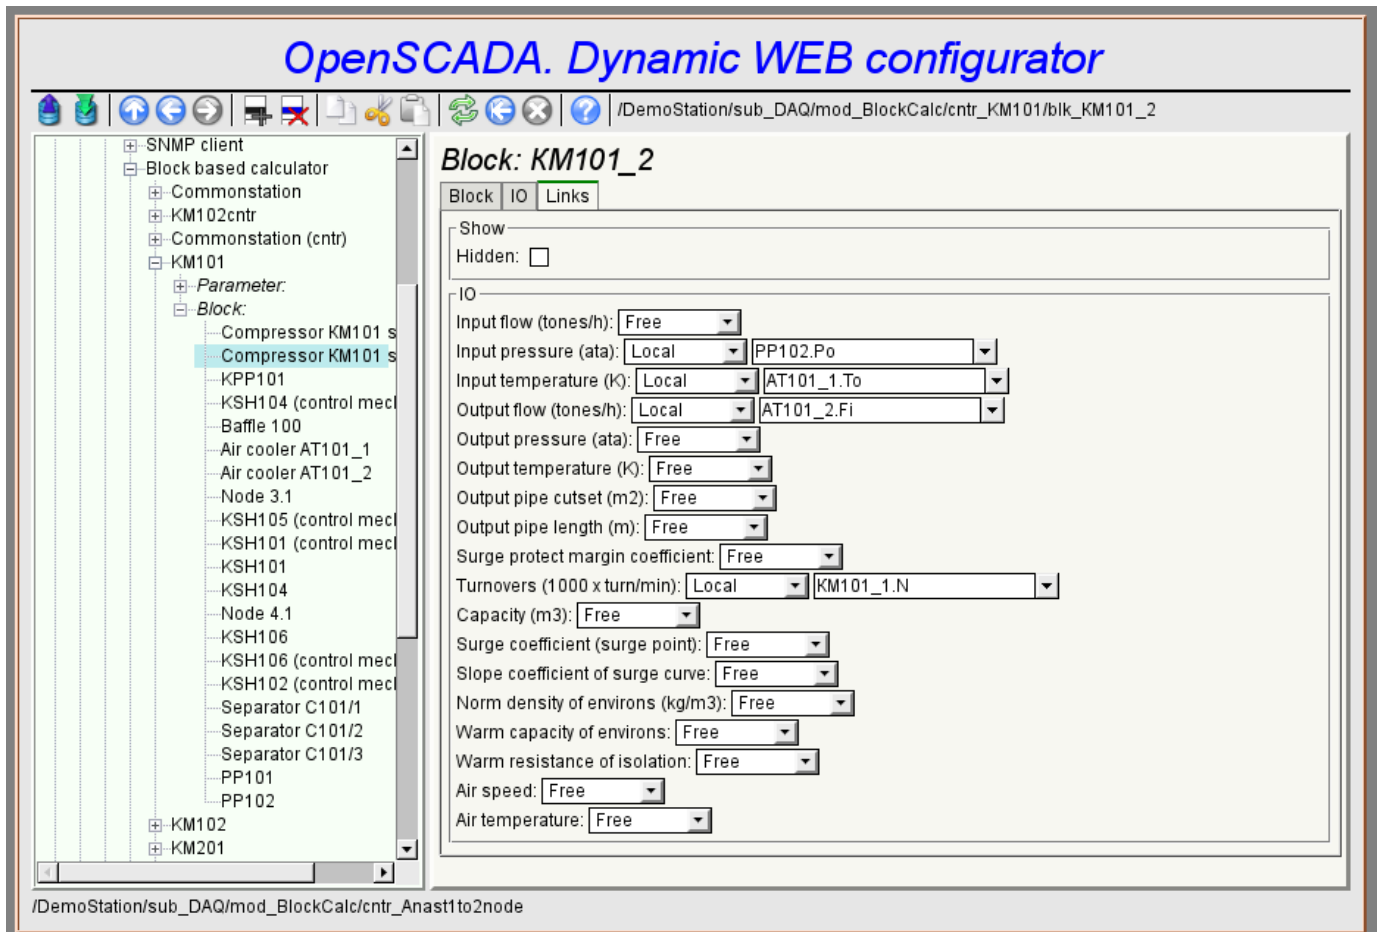 OpenSCADA. Dynamic WEB configurator
/DemoStation/sub_DAQ/mod_BlockCalc/cntr_KM101/blk_KM101_2
SNMP client
Block based calculator
Commonstation
KM102cntr
Commonstation (cntr)
KM101
Parameter:
Block:
Compressor KM101 s
Compressor KM101 s
KPP101
KSH104 (control mecl
Baffle 100
Air cooler AT101_1
Air cooler AT101_2
Node 3.1
KSH105 (control mecl
KSH101 (control mecl
KSH101
KSH104
Node 4.1
KSH106
KSH106 (control mecl
KSH102 (control mecl
Separator C101/1
Separator C101/2
Separator C101/3
PP101
PP102
KM102
KM201
Block: KM101_2
Block IO Links
Show
Hidden:
IO
Input flow (tones/h): Free
Input pressure (ata): Local PP102.Po
Input temperature (K): Local AT101_1.To
Output flow (tones/h): Local AT101_2.Fi
Output pressure (ata): Free
Output temperature (K): Free
Output pipe cutset (m2): Free
Output pipe length (m): Free
Surge protect margin coefficient: Free
Turnovers (1000 x turn/min): Local KM101_1.N
Capacity (m3): Free
Surge coefficient (surge point): Free
Slope coefficient of surge curve: Free
Norm density of environs (kg/m3): Free
Warm capacity of environs: Free
Warm resistance of isolation: Free
Air speed: Free
Air temperature: Free
/DemoStation/sub_DAQ/mod_BlockCalc/cntr_Anast1to2node